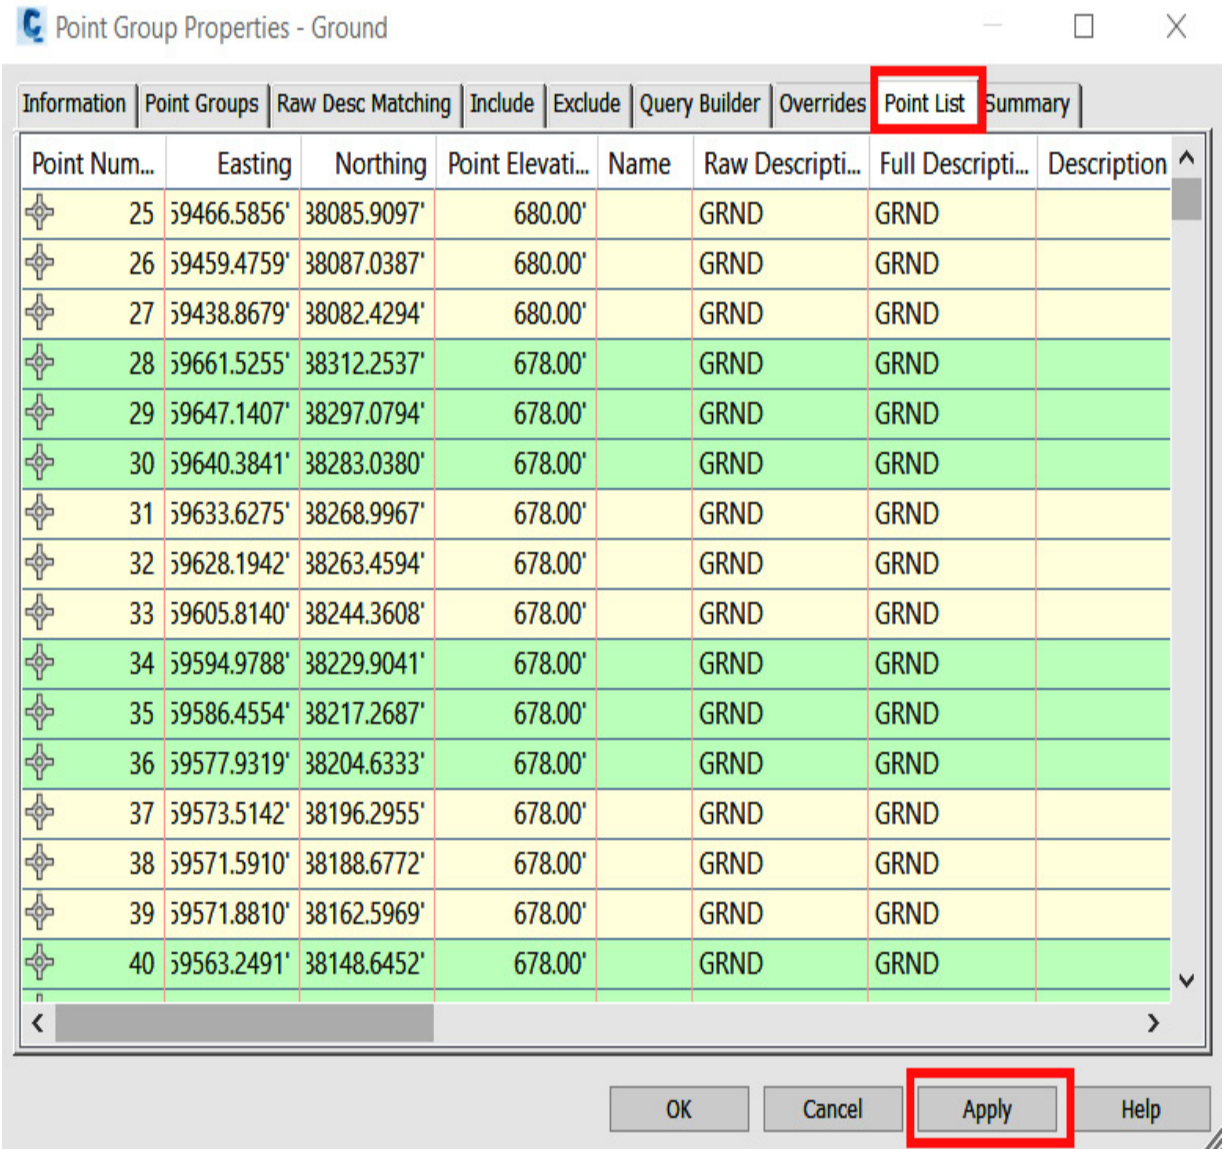 Point Group Properties - Ground
Information Point Groups Raw Desc Matching Include Exclude Query Builder Overrides Point List Summary
Point Num... Easting Northing Point Elevati... Name Raw Descripti... Full Descripti... Description
25 59466.5856' 38085.9097' 680.00' GRND GRND
26 59459.4759' 38087.0387' 680.00' GRND GRND
27 59438.8679' 38082.4294' 680.00' GRND GRND
28 59661.5255' 38312.2537' 678.00' GRND GRND
29 59647.1407' 38297.0794' 678.00' GRND GRND
30 59640.3841' 38283.0380' 678.00' GRND GRND
31 59633.6275' 38268.9967' 678.00' GRND GRND
32 59628.1942' 38263.4594' 678.00' GRND GRND
33 59605.8140' 38244.3608' 678.00' GRND GRND
34 59594.9788' 38229.9041' 678.00' GRND GRND
35 59586.4554' 38217.2687' 678.00' GRND GRND
36 59577.9319' 38204.6333' 678.00' GRND GRND
37 59573.5142' 38196.2955' 678.00' GRND GRND
38 59571.5910' 38188.6772' 678.00' GRND GRND
39 59571.8810' 38162.5969' 678.00' GRND GRND
40 59563.2491' 38148.6452' 678.00' GRND GRND
OK Cancel Apply Help